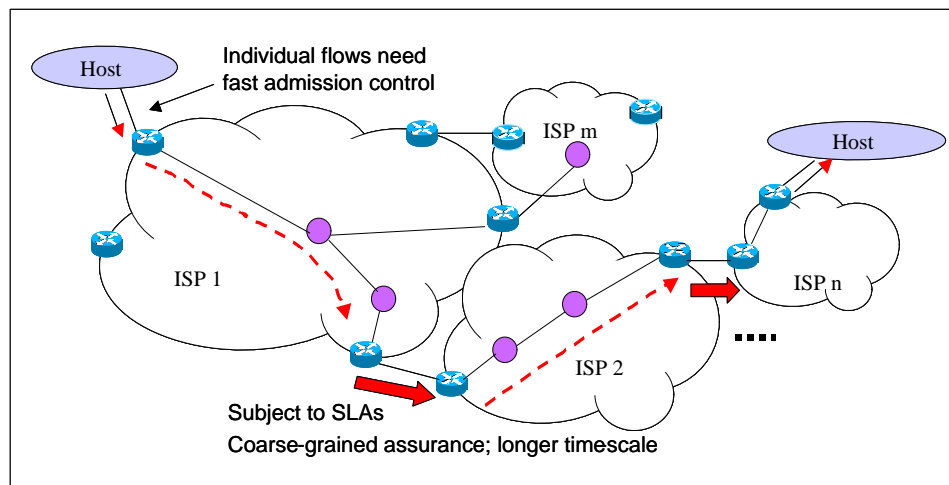 Individual flows need
fast admission control
Host
ISP m
Host
ISP 1
ISP n
ISP 2
Subject to SLAs
Coarse-grained assurance; longer timescale